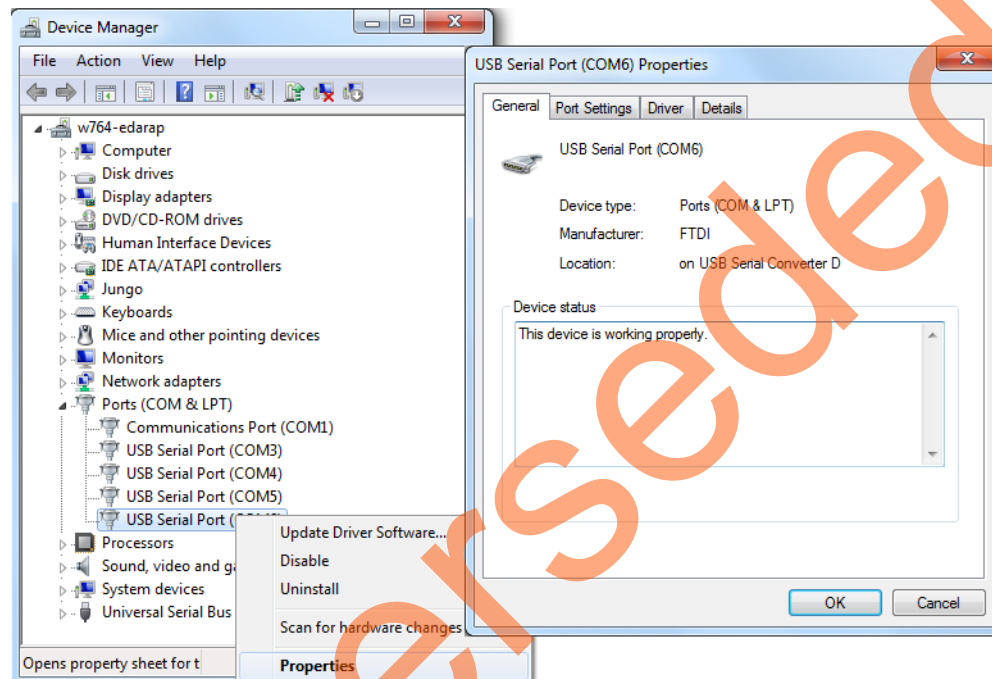 Device Manager
File Action View Help
w764-edarap
Computer
Disk drives
Display adapters
DVD/CD-ROM drives
Human Interface Devices
IDE ATA/ATAPI controllers
Jungo
Keyboards
Mice and other pointing devices
Monitors
Network adapters
Ports (COM & LPT)
Communications Port (COM1)
USB Serial Port (COM3)
USB Serial Port (COM4)
USB Serial Port (COM5)
USB Serial Port (
Processors
Sound, video and g
System devices
Universal Serial Bus
Opens property sheet for t
Update Driver Software...
Disable
Uninstall
Scan for hardware changes
Properties
USB Serial Port (COM6) Properties
General Port Settings Driver Details
USB Serial Port (COM6)
Device type: Ports (COM & LPT)
Manufacturer: FTDI
Location: on USB Serial Converter D
Device status
This device is working properly.
OK Cancel
ersede